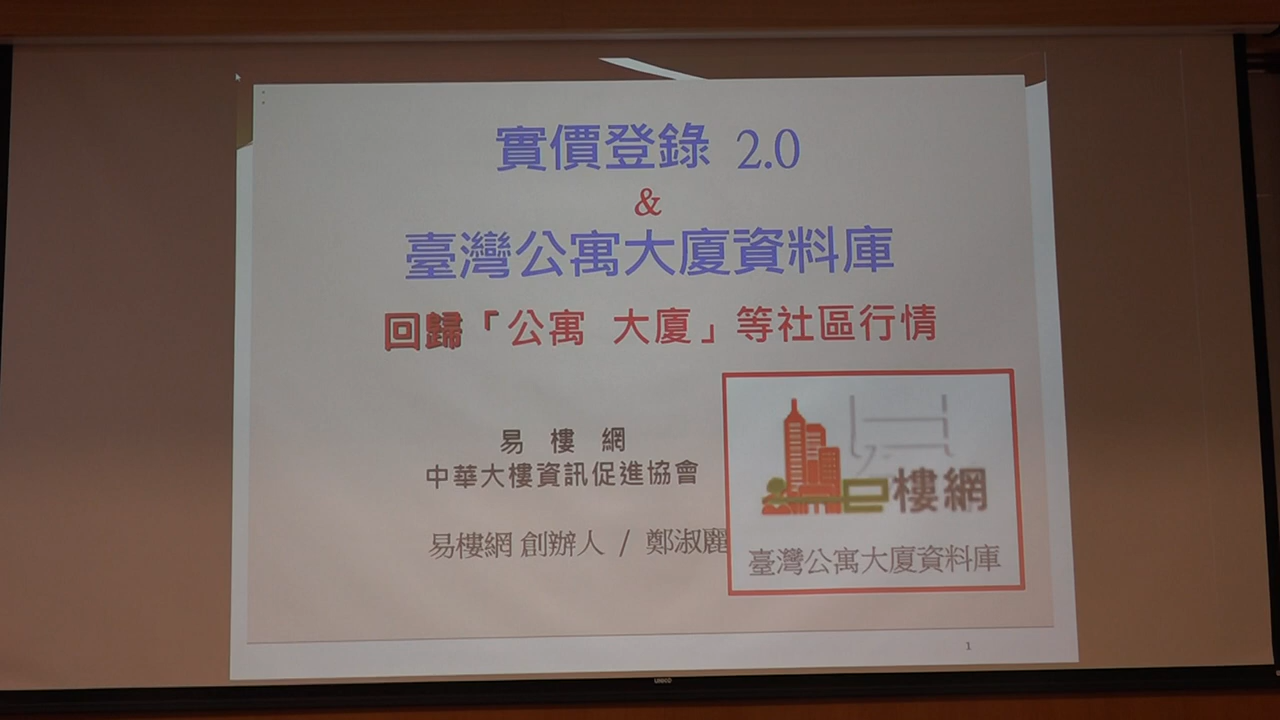 實價登錄 2.0
&
臺灣公寓大廈資料庫
回歸「公寓 大廈」等社區行情
易 樓 網
中華大樓資訊促進協會
易樓網 創辦人 / 鄭淑麗
e樓網
臺灣公寓大廈資料庫
1